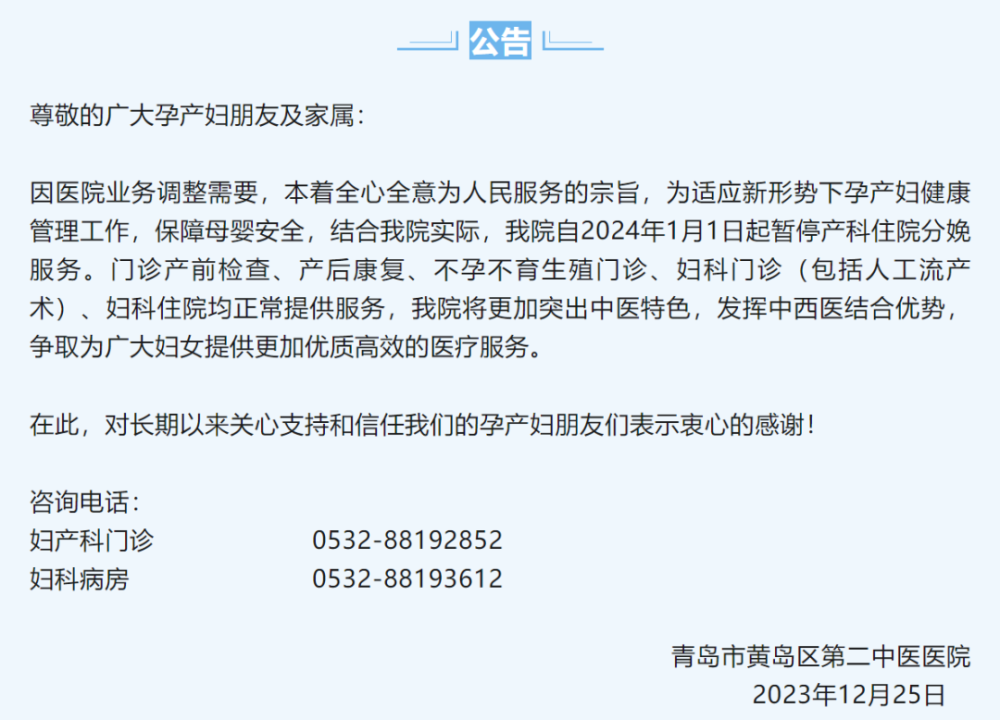 公告
尊敬的广大孕产妇朋友及家属：
因医院业务调整需要，本着全心全意为人民服务的宗旨，为适应新形势下孕产妇健康
管理工作，保障母婴安全，结合我院实际，我院自2024年1月1日起暂停产科住院分娩
服务。门诊产前检查、产后康复、不孕不育生殖门诊、妇科门诊（包括人工流产
术）、妇科住院均正常提供服务，我院将更加突出中医特色，发挥中西医结合优势，
争取为广大妇女提供更加优质高效的医疗服务。
在此，对长期以来关心支持和信任我们的孕产妇朋友们表示衷心的感谢！
咨询电话：
妇产科门诊 0532-88192852
妇科病房 0532-88193612
青岛市黄岛区第二中医医院
2023年12月25日